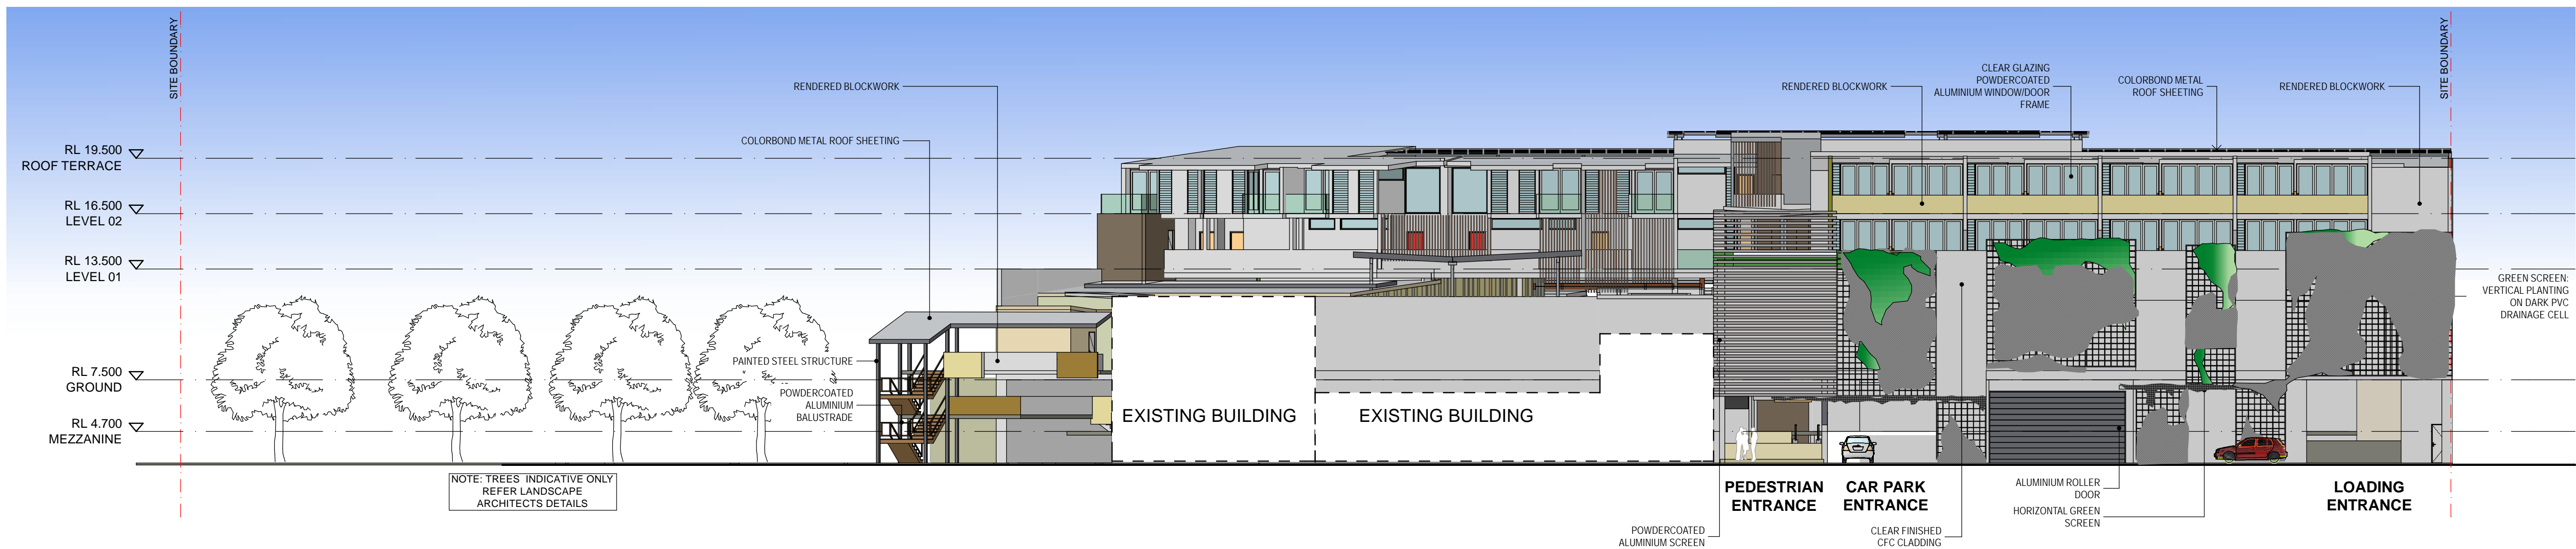 SITE BOUNDARY
SITE BOUNDARY
RENDERED BLOCKWORK
COLORBOND METAL ROOF SHEETING
RENDERED BLOCKWORK
CLEAR GLAZING
POWDERCOATED
ALUMINIUM WINDOW/DOOR
FRAME
COLORBOND METAL
ROOF SHEETING
RENDERED BLOCKWORK
RL 19.500
ROOF TERRACE
RL 16.500
LEVEL 02
RL 13.500
LEVEL 01
RL 7.500
GROUND
RL 4.700
MEZZANINE
GREEN SCREEN:
VERTICAL PLANTING
ON DARK PVC
DRAINAGE CELL
PAINTED STEEL STRUCTURE
POWDERCOATED
ALUMINIUM
BALUSTRADE
EXISTING BUILDING
EXISTING BUILDING
NOTE: TREES INDICATIVE ONLY
REFER LANDSCAPE
ARCHITECTS DETAILS
PEDESTRIAN
ENTRANCE
CAR PARK
ENTRANCE
ALUMINIUM ROLLER
DOOR
HORIZONTAL GREEN
SCREEN
LOADING
ENTRANCE
POWDERCOATED
ALUMINIUM SCREEN
CLEAR FINISHED
CFC CLADDING